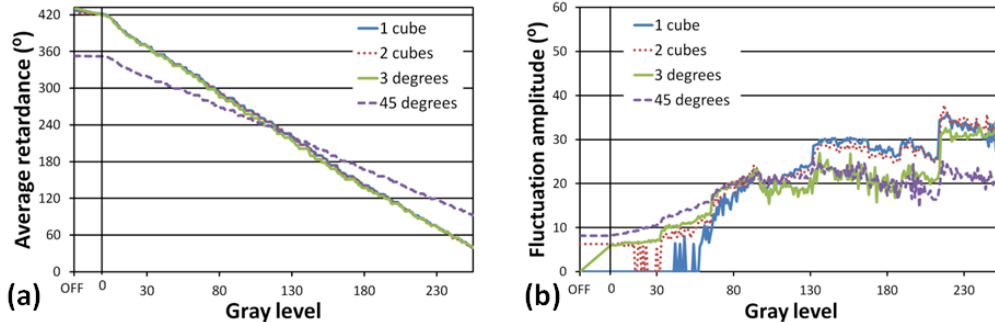 420
360
300
240
180
120
60
0
Average retardance (º)
1 cube
2 cubes
3 degrees
45 degrees
OFF 0 30 80 130 180 230
Gray level
(a)
60
50
40
30
20
10
0
Fluctuation amplitude (º)
1 cube
2 cubes
3 degrees
45 degrees
OFF 0 30 80 130 180 230
Gray level
(b)